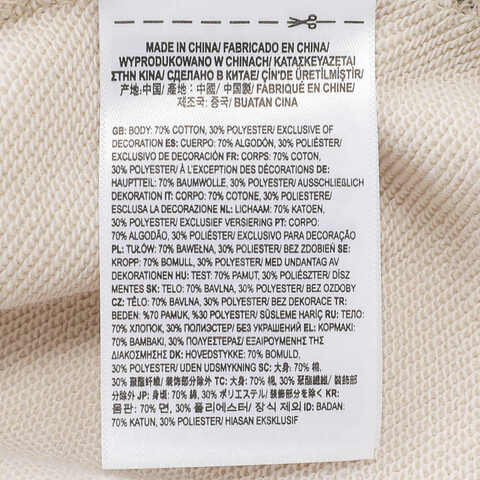 MADE IN CHINA/ FABRICADO EN CHINA/
WYPRODUKOWANO W CHINACH/ ΚΑΤΑΣΚΕΥΑΖΕΤΑΙ
ΣΤΗΝ ΚΙΝΑ/ СДЕЛАНО В КИТАЕ/ ÇİN'DE ÜRETİLMİŞTİR/
产地:中国/ 產地: 中國/ 中国製/ FABRIQUÉ EN CHINE/
제조국: 중국/ BUATAN CINA
GB: BODY: 70% COTTON, 30% POLYESTER/ EXCLUSIVE OF
DECORATION ES: CUERPO: 70% ALGODÓN, 30% POLIÉSTER/
EXCLUSIVO DE DECORACIÓN FR: CORPS: 70% COTON,
30% POLYESTER/ À L'EXCEPTION DES DÉCORATIONS DE:
HAUPTTEIL: 70% BAUMWOLLE, 30% POLYESTER/ AUSSCHLIEßLICH
DEKORATION IT: CORPO: 70% COTONE, 30% POLIESTERE/
ESCLUSA LA DECORAZIONE NL: LICHAAM: 70% KATOEN,
30% POLYESTER/ EXCLUSIEF VERSIERING PT: CORPO:
70% ALGODÃO, 30% POLIÉSTER/ EXCLUSIVO PARA DECORAÇÃO
PL: TUŁÓW: 70% BAWEŁNA, 30% POLIESTER/ BEZ ZDOBIEŃ SE:
KROPP: 70% BOMULL, 30% POLYESTER/ MED UNDANTAG AV
DEKORATIONEN HU: TEST: 70% PAMUT, 30% POLIÉSZTER/ DÍSZ
MENTES SK: TELO: 70% BAVLNA, 30% POLYESTER/ BEZ OZDOBY
CZ: TĚLO: 70% BAVLNA, 30% POLYESTER/ BEZ DEKORACE TR:
BEDEN: %70 PAMUK, %30 POLYESTER/ SÜSLEME HARİÇ RU: ТЕЛО:
70% ХЛОПОК, 30% ПОЛИЭСТЕР/ БЕЗ УКРАШЕНИЙ EL: ΚΟΡΜΑΚΙ:
70% ΒΑΜΒΑΚΙ, 30% ΠΟΛΥΕΣΤΕΡΑΣ/ ΕΞΑΙΡΟΥΜΕΝΗΣ ΤΗΣ
ΔΙΑΚΟΣΜΗΣΗΣ DK: HOVEDSTYKKE: 70% BOMULD,
30% POLYESTER/ UDEN UDSMYKNING SC: 大身: 70% 棉,
30% 聚酯纤维/ 装饰部分除外 TC: 大身: 70% 棉, 30% 聚酯纖維/ 裝飾部
分除外 JP: 身頃: 70% 綿, 30% ポリエステル/ 装飾部分を除く KR:
몸판: 70% 면, 30% 폴리에스터/ 장식 제외 ID: BADAN:
70% KATUN, 30% POLIESTER/ HIASAN EKSKLUSIF